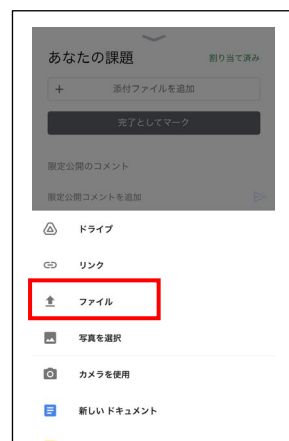 あなたの課題
割り当て済み
+ 添付ファイルを追加
完了としてマーク
限定公開のコメント
限定公開コメントを追加
ドライブ
リンク
ファイル
写真を選択
カメラを使用
新しいドキュメント